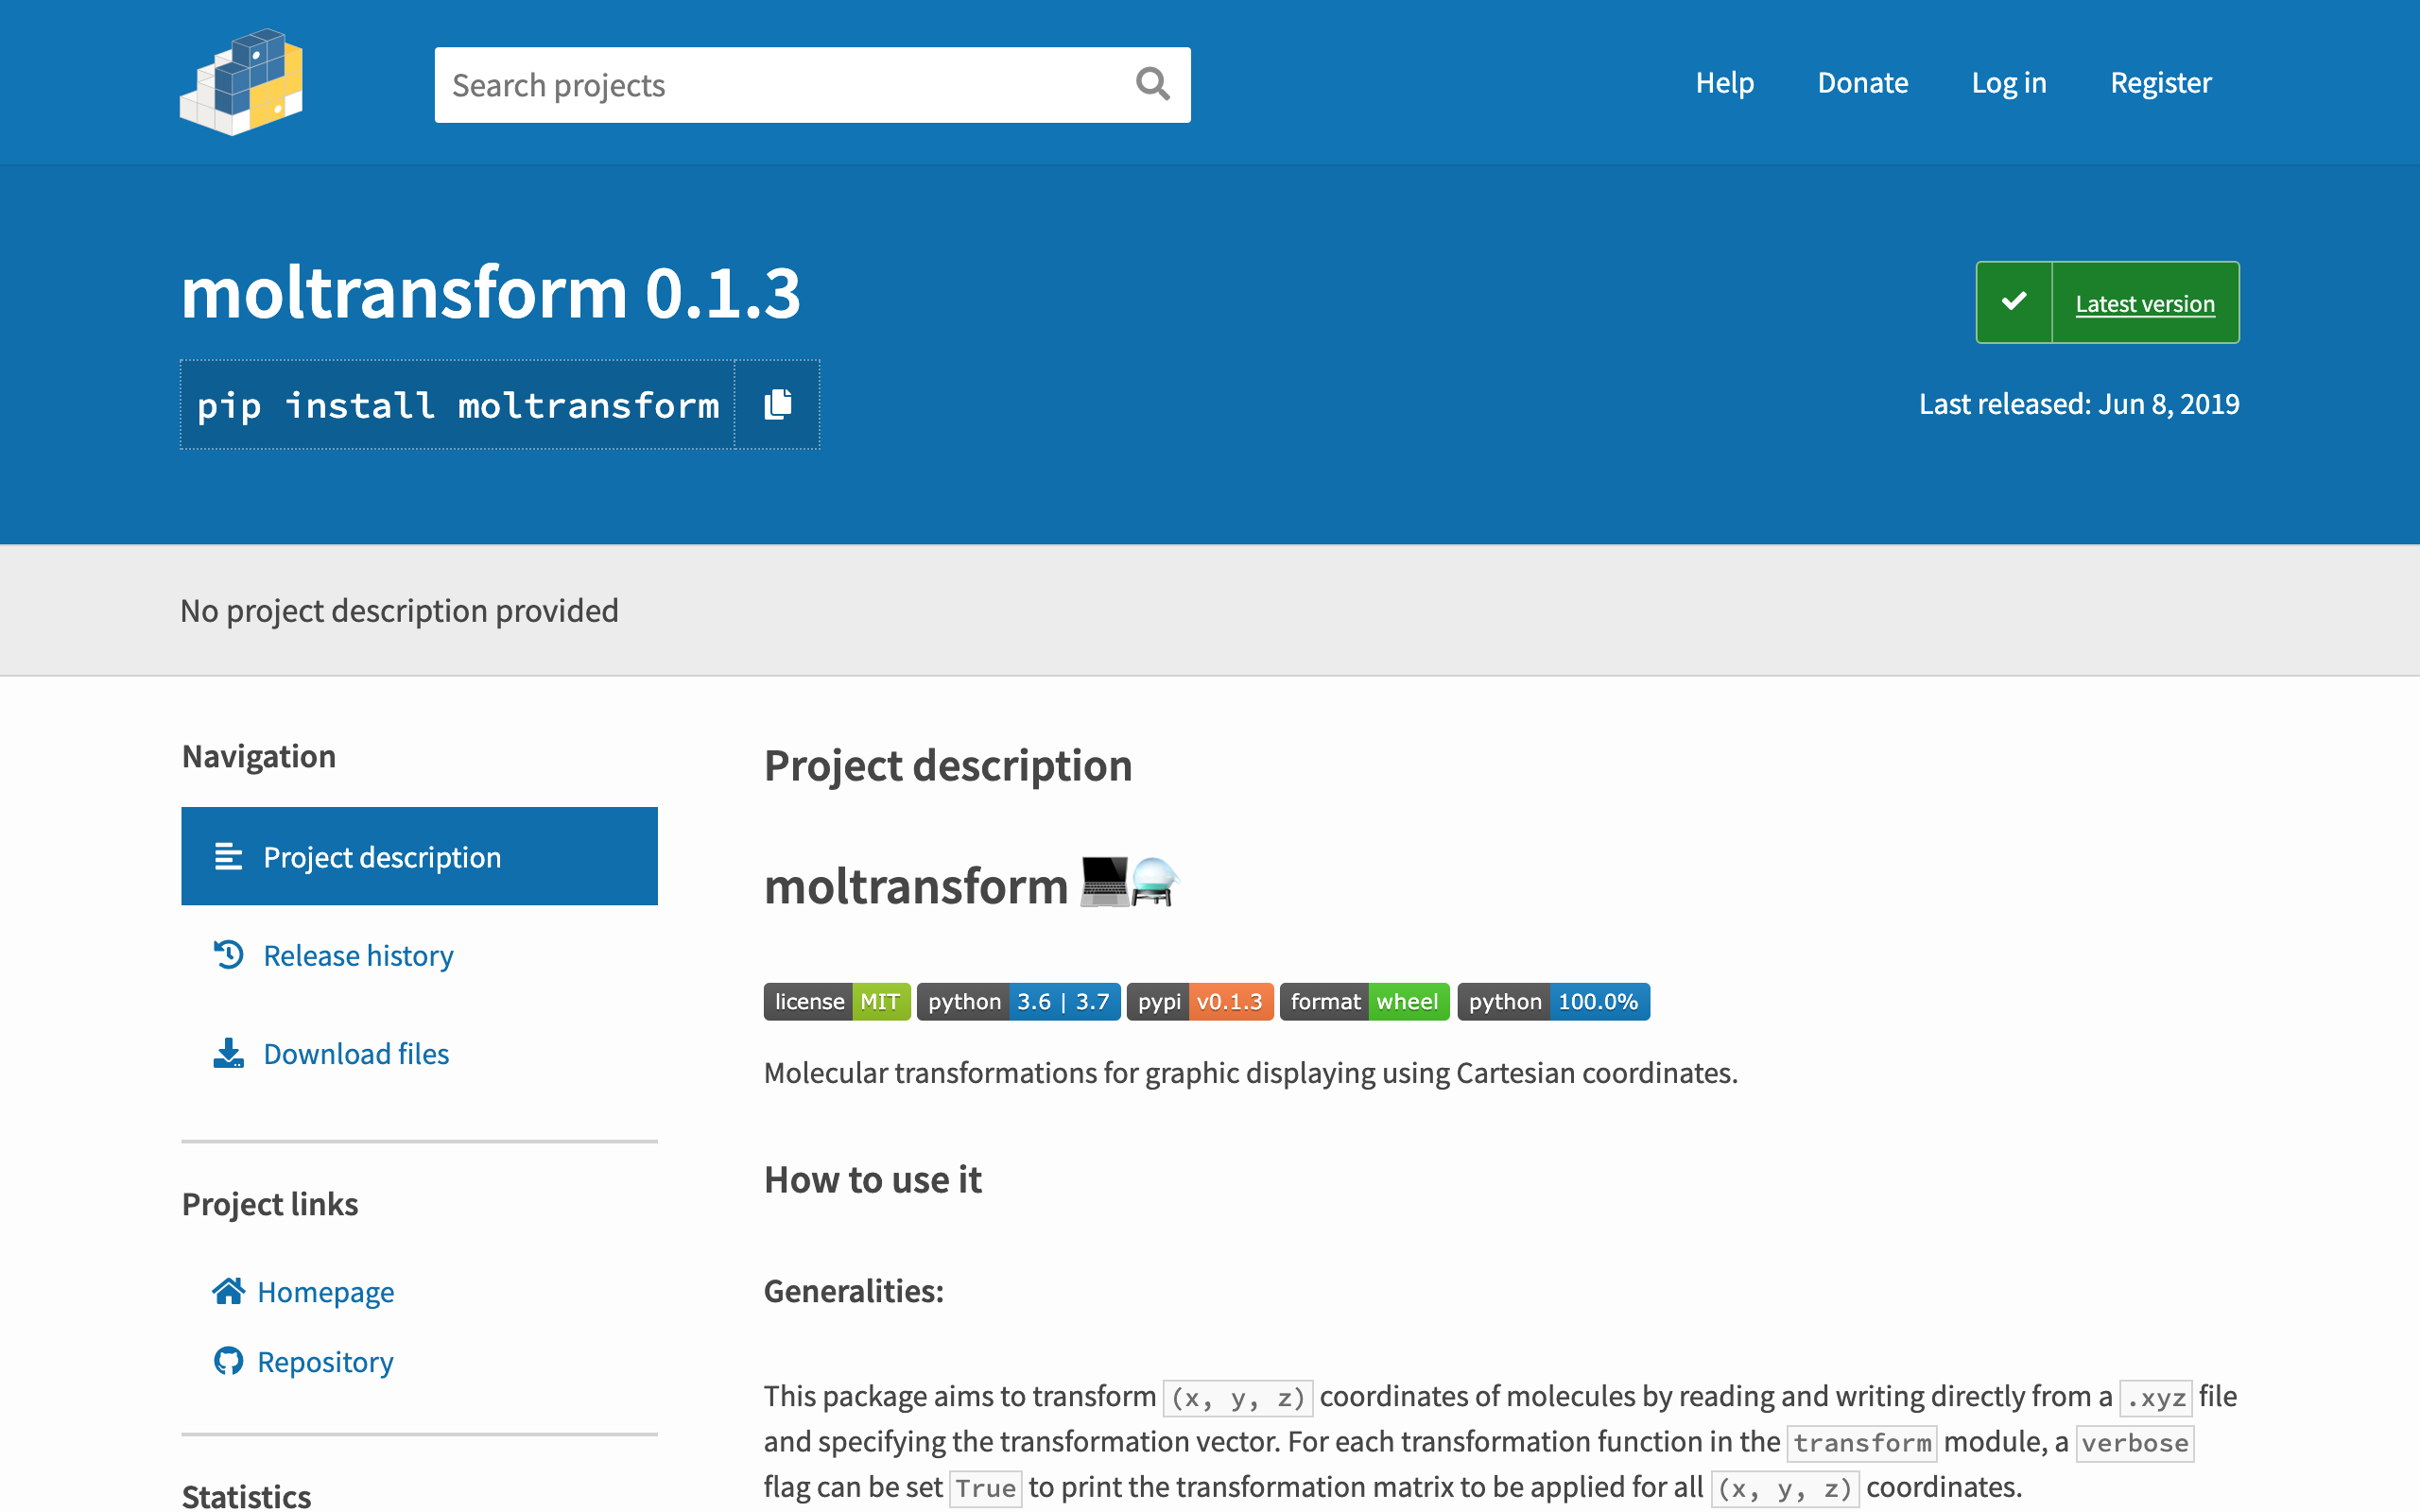 Search projects
Help
Donate
Log in
Register
moltransform 0.1.3
pip install moltransform
Latest version
Last released: Jun 8, 2019
No project description provided
Navigation
Project description
Release history
Download files
Project links
Homepage
Repository
Statistics
Project description
moltransform
license MIT python 3.6 | 3.7 pypi v0.1.3 format wheel python 100.0%
Molecular transformations for graphic displaying using Cartesian coordinates.
How to use it
Generalities:
This package aims to transform (x, y, z) coordinates of molecules by reading and writing directly from a .xyz file
and specifying the transformation vector. For each transformation function in the transform module, a verbose
flag can be set True to print the transformation matrix to be applied for all (x, y, z) coordinates.